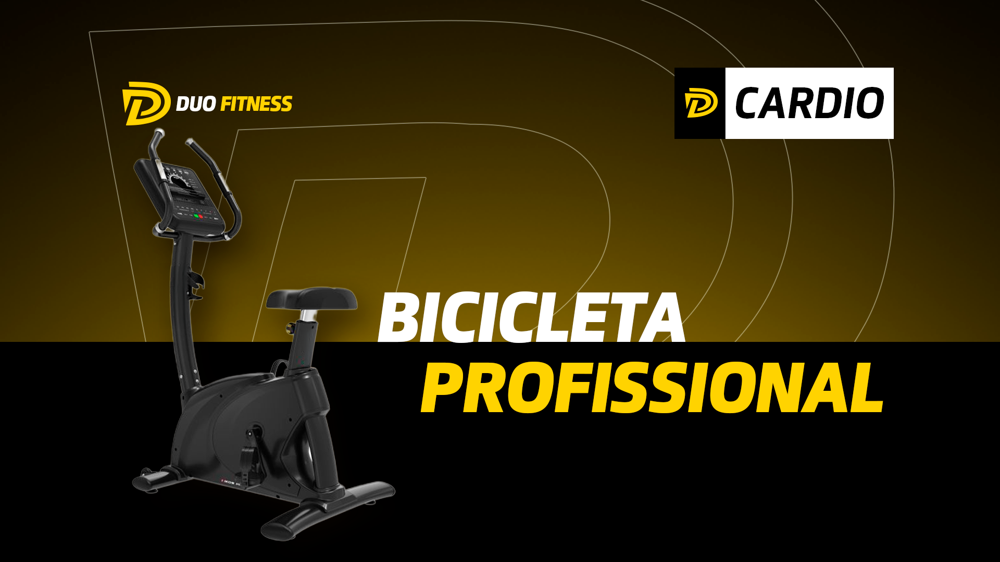 DUO FITNESS
CARDIO
BICICLETA
PROFISSIONAL